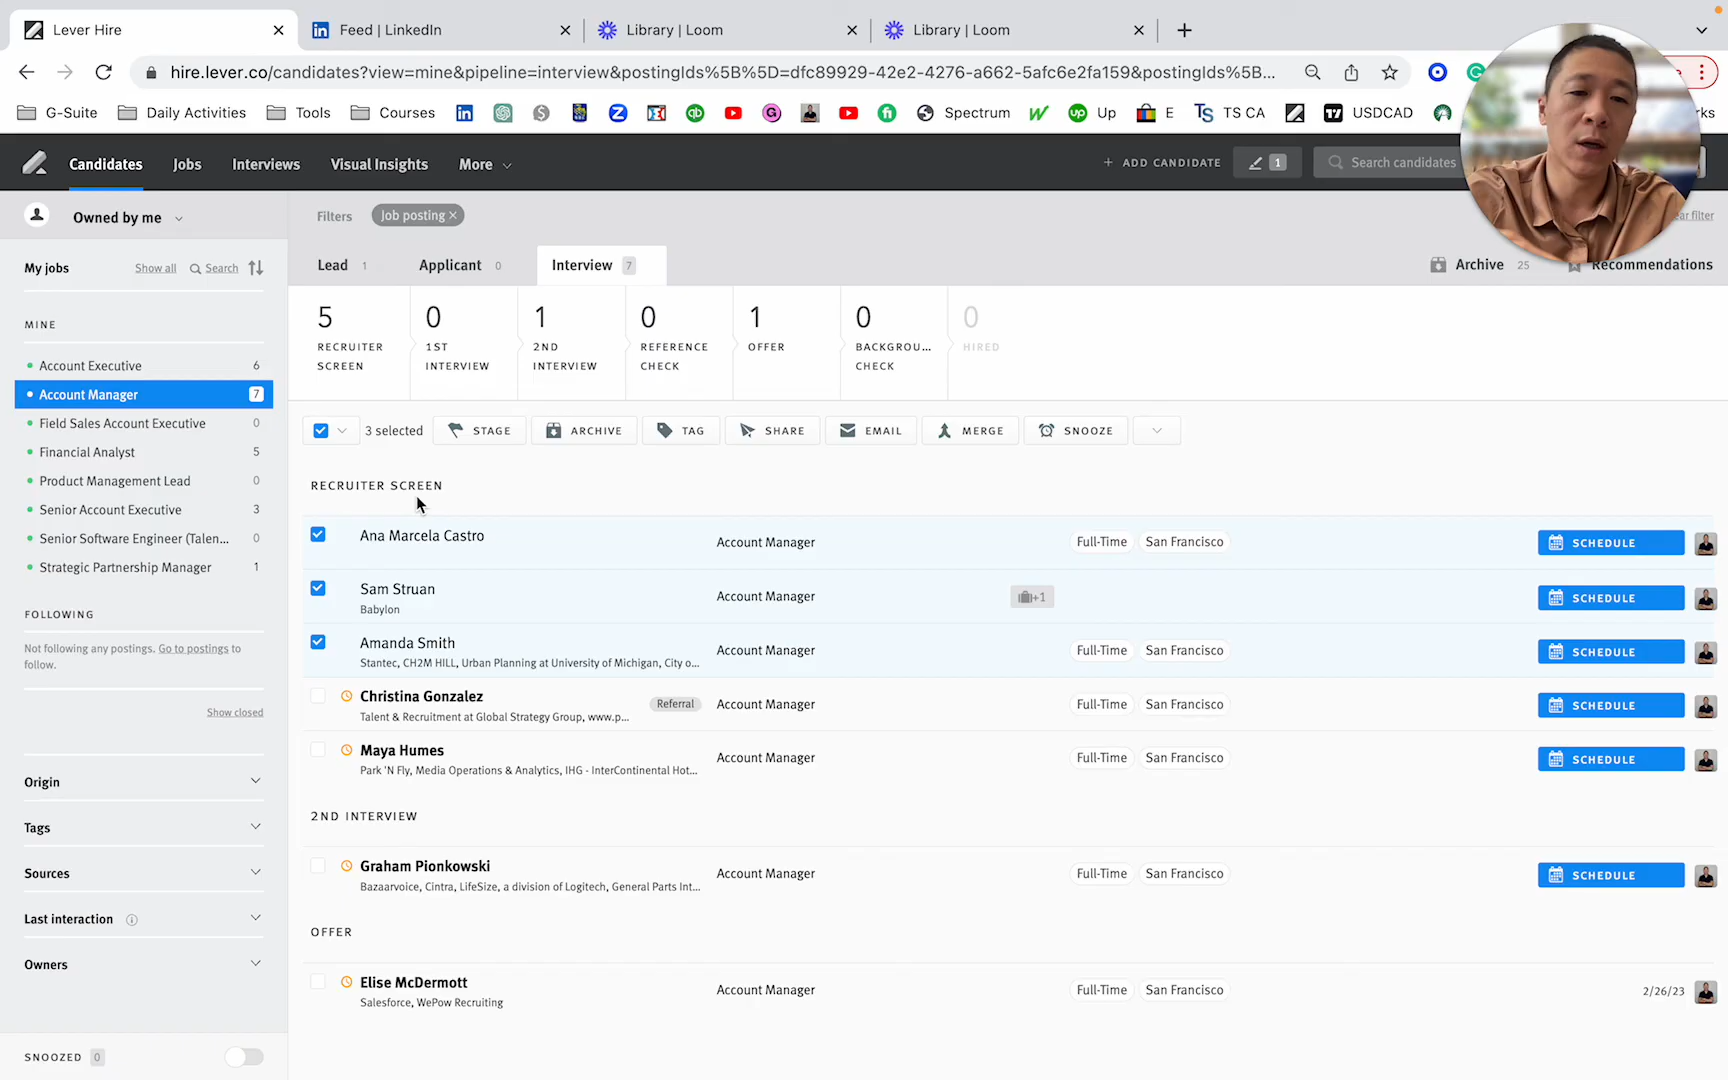 Lever Hire
Feed | LinkedIn
Library | Loom
Library | Loom
hire.lever.co/candidates?view=mine&pipeline=interview&postingIds%5B%5D=dfc89929-42e2-4276-a662-5afc6e2fa159&postingIds%5B...
G-Suite
Daily Activities
Tools
Courses
Spectrum
Up
E
TS CA
USDCAD
Candidates
Jobs
Interviews
Visual Insights
More
+ ADD CANDIDATE
1
Search candidates
Owned by me
Filters
Job posting
My jobs
Show all
Search
Lead 1
Applicant 0
Interview 7
Archive 25
Recommendations
5 RECRUITER SCREEN
0 1ST INTERVIEW
1 2ND INTERVIEW
0 REFERENCE CHECK
1 OFFER
0 BACKGROU... CHECK
0 HIRED
MINE
Account Executive 6
Account Manager 7
Field Sales Account Executive 0
Financial Analyst 5
Product Management Lead 0
Senior Account Executive 3
Senior Software Engineer (Talen... 0
Strategic Partnership Manager 1
FOLLOWING
Not following any postings. Go to postings to
follow.
Show closed
Origin
Tags
Sources
Last interaction
Owners
SNOOZED 0
3 selected
STAGE
ARCHIVE
TAG
SHARE
EMAIL
MERGE
SNOOZE
RECRUITER SCREEN
Ana Marcela Castro
Account Manager
Full-Time
San Francisco
SCHEDULE
Sam Struan
Babylon
Account Manager
+1
SCHEDULE
Amanda Smith
Stantec, CH2M HILL, Urban Planning at University of Michigan, City o...
Account Manager
Full-Time
San Francisco
SCHEDULE
Christina Gonzalez
Talent & Recruitment at Global Strategy Group, www.p...
Referral
Account Manager
Full-Time
San Francisco
SCHEDULE
Maya Humes
Park 'N Fly, Media Operations & Analytics, IHG - InterContinental Hot...
Account Manager
Full-Time
San Francisco
SCHEDULE
2ND INTERVIEW
Graham Pionkowski
Bazaarvoice, Cintra, LifeSize, a division of Logitech, General Parts Int...
Account Manager
Full-Time
San Francisco
SCHEDULE
OFFER
Elise McDermott
Salesforce, WePow Recruiting
Account Manager
Full-Time
San Francisco
2/26/23